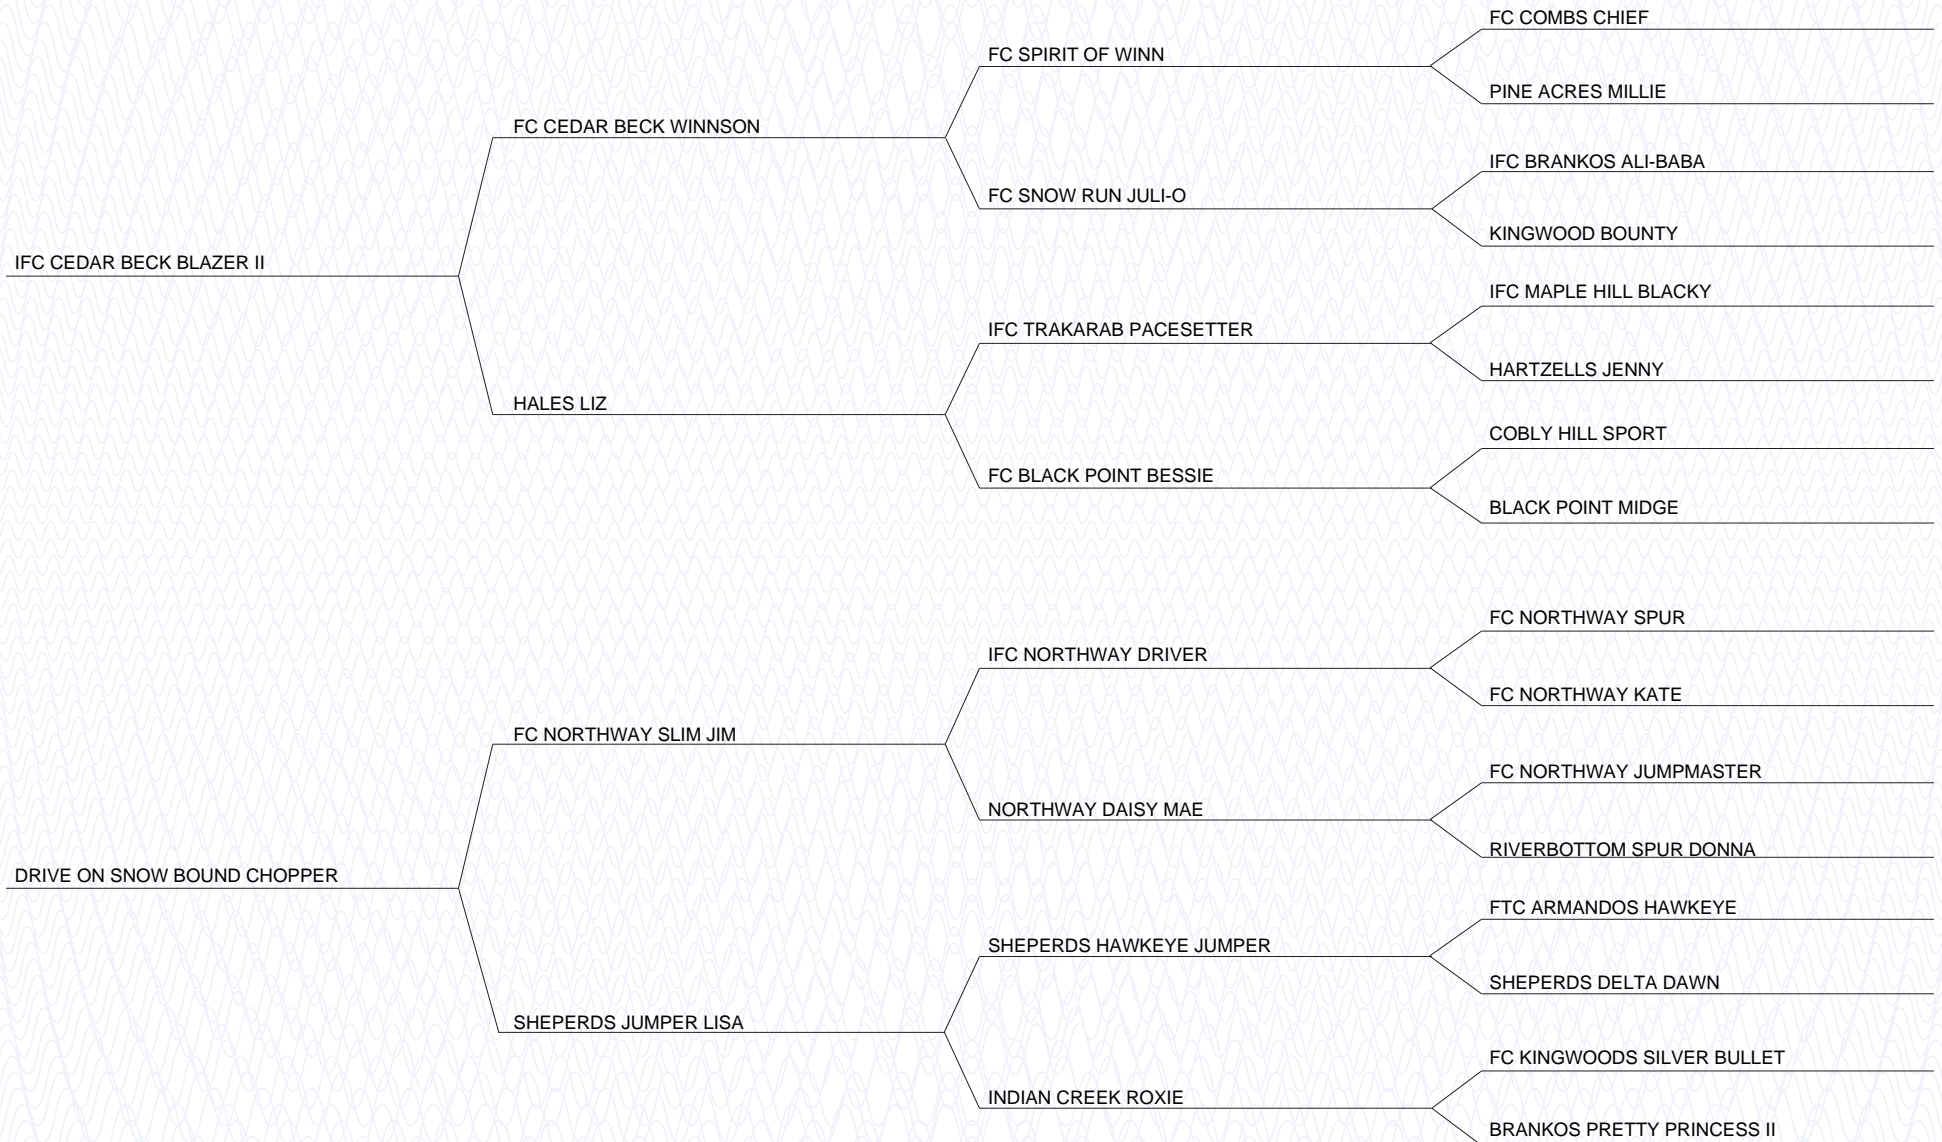 FC COMBS CHIEF
FC SPIRIT OF WINN
PINE ACRES MILLIE
FC CEDAR BECK WINNSON
IFC BRANKOS ALI-BABA
FC SNOW RUN JULI-O
KINGWOOD BOUNTY
IFC CEDAR BECK BLAZER II
IFC MAPLE HILL BLACKY
IFC TRAKARAB PACESETTER
HARTZELLS JENNY
HALES LIZ
COBLY HILL SPORT
FC BLACK POINT BESSIE
BLACK POINT MIDGE
FC NORTHWAY SPUR
IFC NORTHWAY DRIVER
FC NORTHWAY KATE
FC NORTHWAY SLIM JIM
FC NORTHWAY JUMPMASTER
NORTHWAY DAISY MAE
RIVERBOTTOM SPUR DONNA
DRIVE ON SNOW BOUND CHOPPER
FTC ARMANDOS HAWKEYE
SHEPERDS HAWKEYE JUMPER
SHEPERDS DELTA DAWN
SHEPERDS JUMPER LISA
FC KINGWOODS SILVER BULLET
INDIAN CREEK ROXIE
BRANKOS PRETTY PRINCESS II